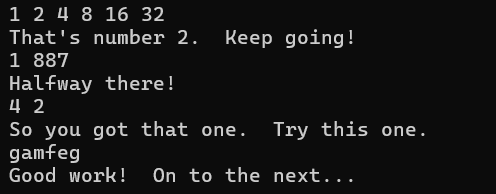 1 2 4 8 16 32
That's number 2.  Keep going!
1 887
Halfway there!
4 2
So you got that one.  Try this one.
gamfeg
Good work!  On to the next...